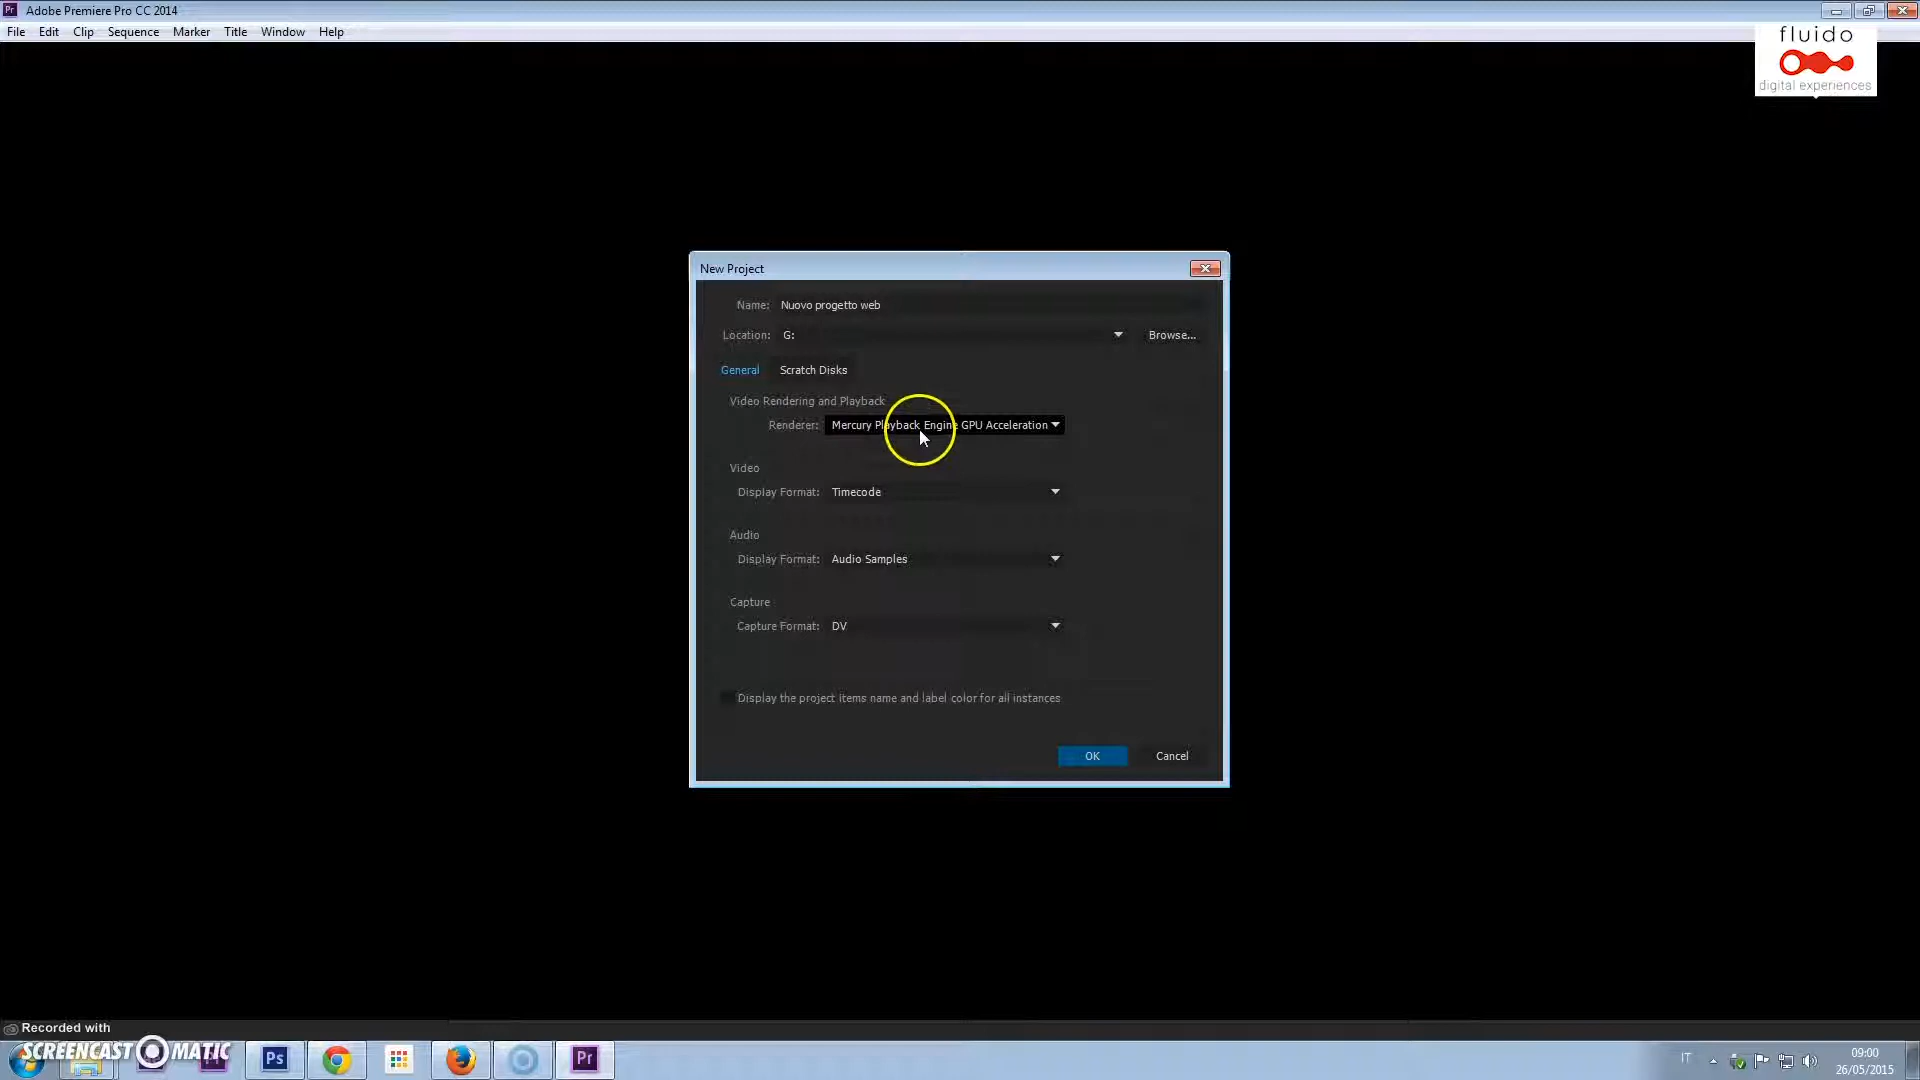 Adobe Premiere Pro CC 2014
File Edit Clip Sequence Marker Title Window Help
fluido
digital experiences
New Project
Name: Nuovo progetto web
Location: G: Browse...
General Scratch Disks
Video Rendering and Playback
Renderer: Mercury Playback Engine GPU Acceleration
Video
Display Format: Timecode
Audio
Display Format: Audio Samples
Capture
Capture Format: DV
Display the project items name and label color for all instances
OK Cancel
Recorded with
SCREENCAST MATIC
Ps Pr
IT 09:00
26/05/2015